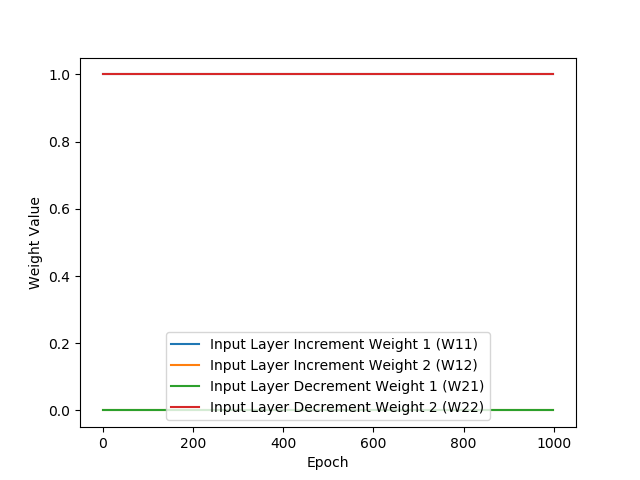 1.0
0.8
0.6
0.4
0.2
0.0
Weight Value
Input Layer Increment Weight 1 (W11)
Input Layer Increment Weight 2 (W12)
Input Layer Decrement Weight 1 (W21)
Input Layer Decrement Weight 2 (W22)
0 200 400 600 800 1000
Epoch